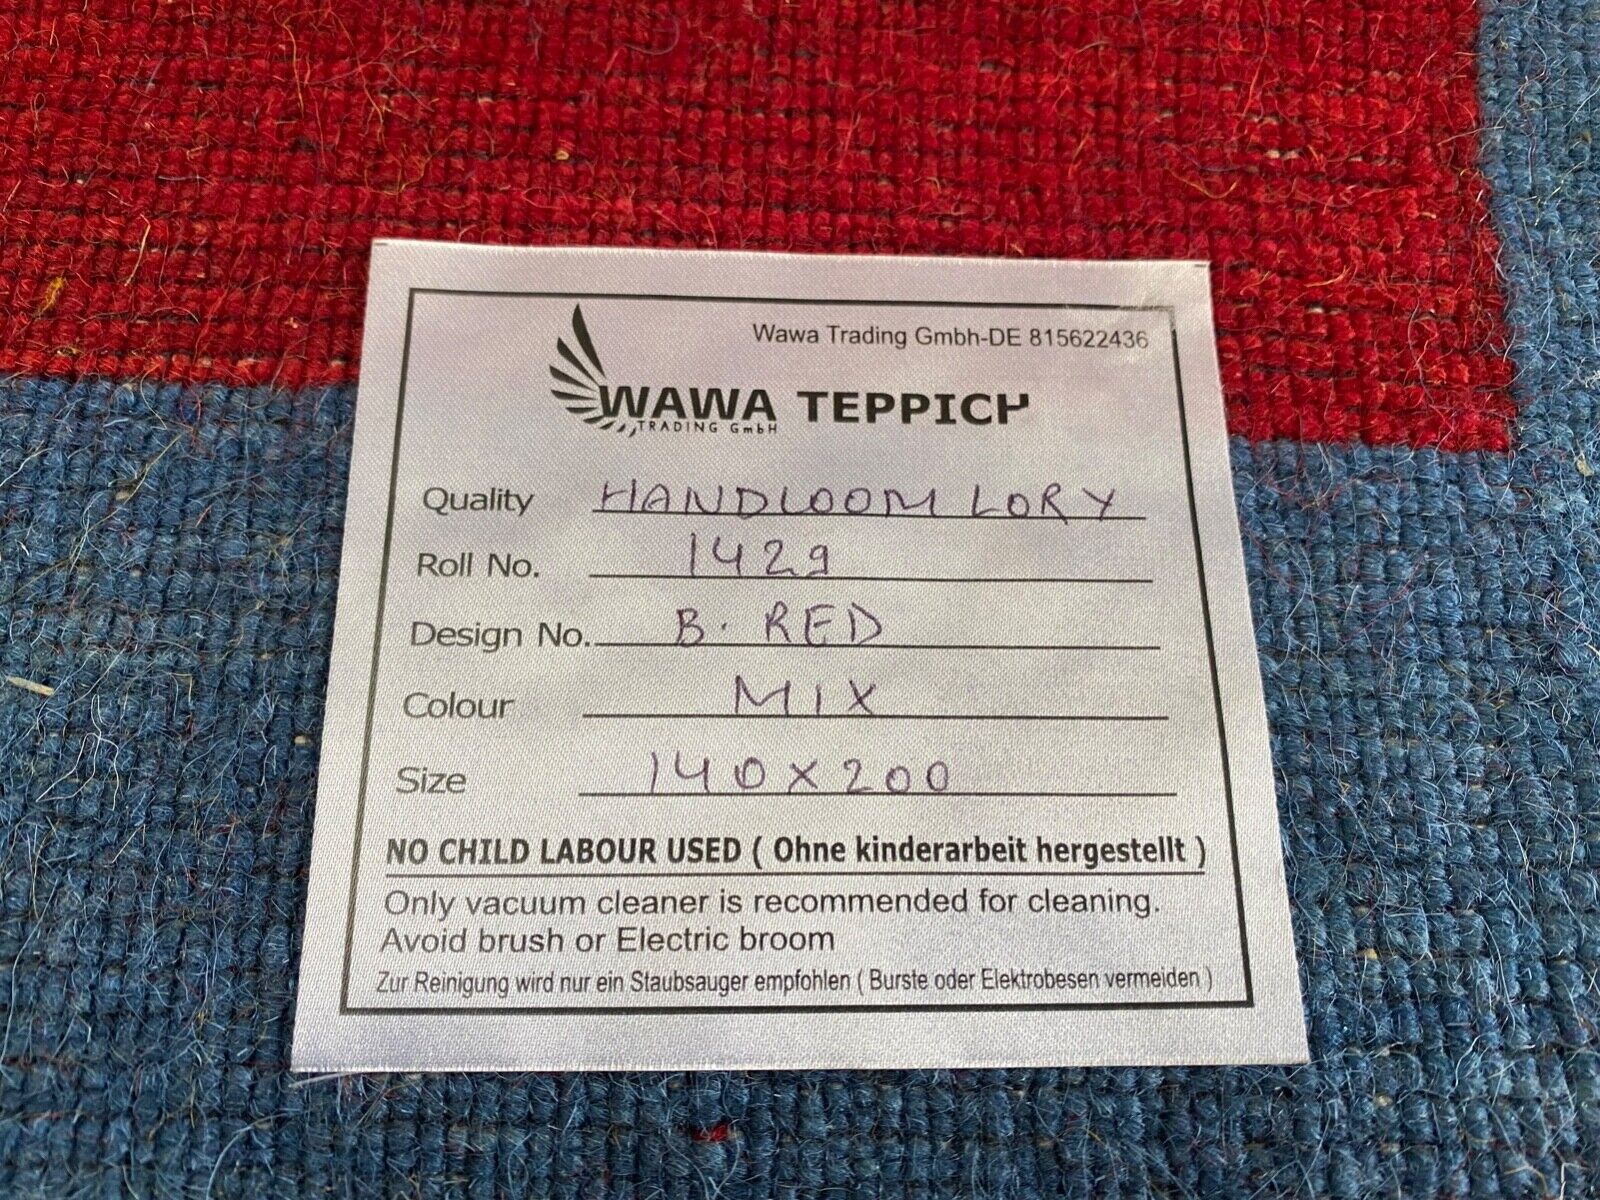 Wawa Trading Gmbh-DE 815622436
WAWA TEPPICH
TRADING GmbH
Quality HANDLOOM LORY
Roll No. 1429
Design No. B. RED
Colour MIX
Size 140 x 200
NO CHILD LABOUR USED ( Ohne kinderarbeit hergestellt )
Only vacuum cleaner is recommended for cleaning.
Avoid brush or Electric broom
Zur Reinigung wird nur ein Staubsauger empfohlen ( Burste oder Elektrobesen vermeiden )